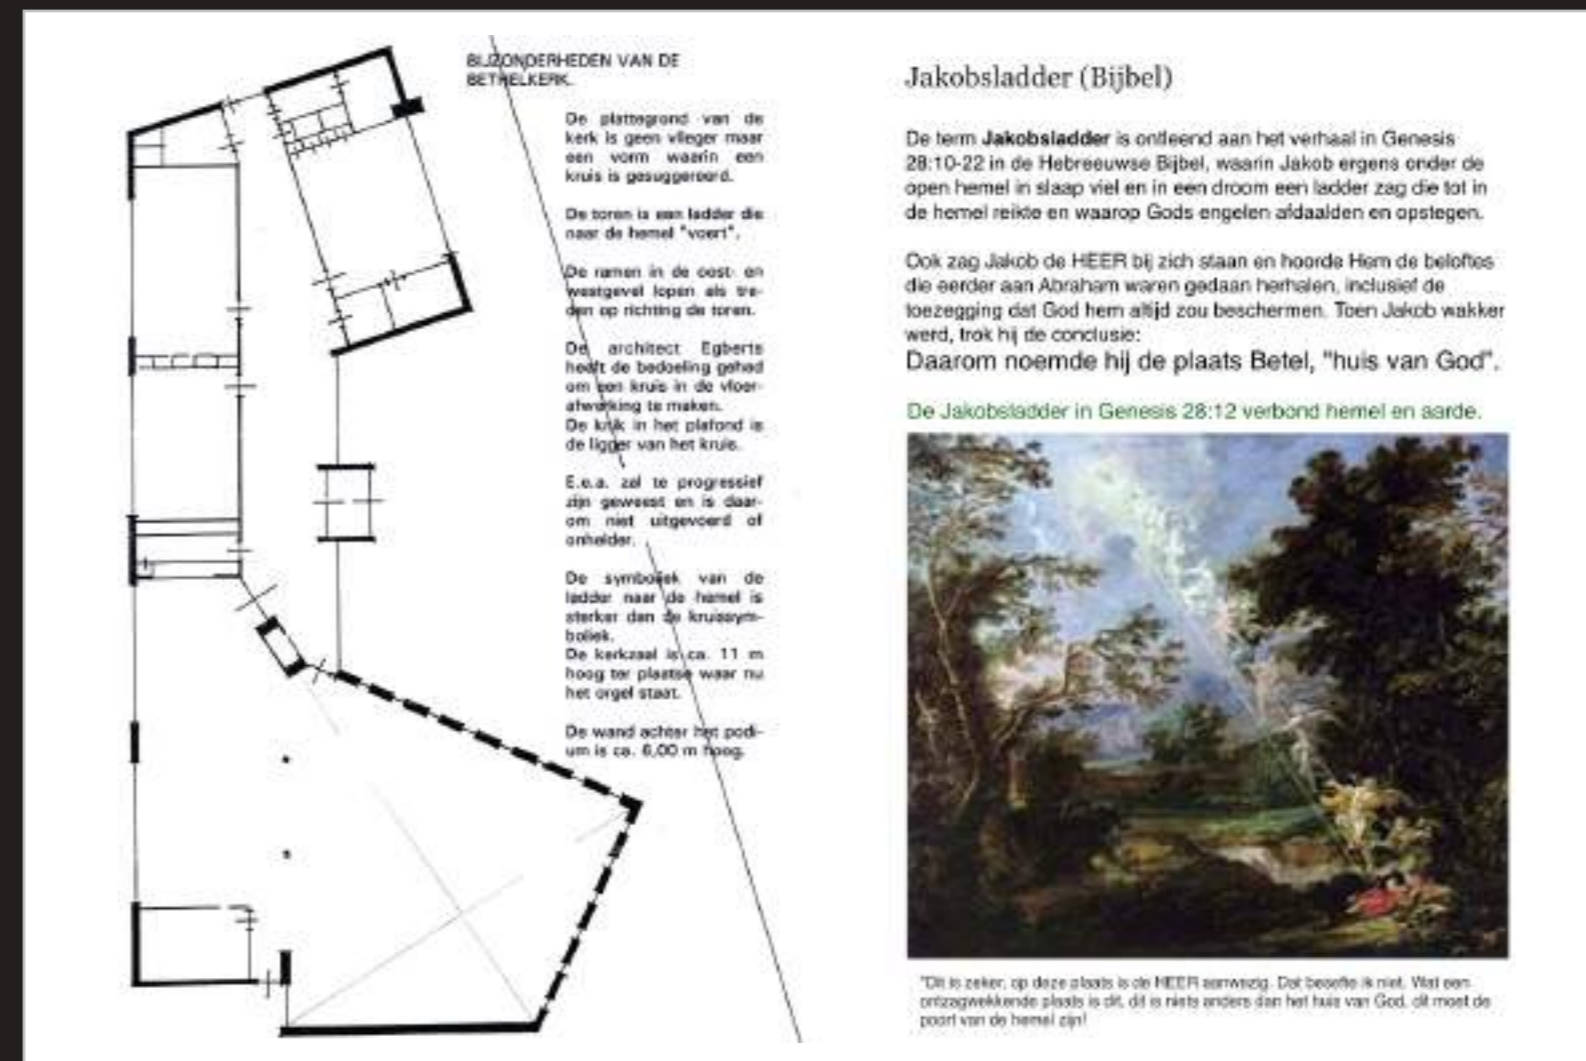 BIJZONDERHEDEN VAN DE
BETHELKERK.
De plattegrond van de
kerk is geen vlieger maar
een vorm waarin een
kruis is gesuggereerd.
De toren is een ladder die
naar de hemel "voert".
De ramen in de oost- en
westgevel lopen als tre-
den op richting de toren.
De architect Egberts
heeft de bedoeling gehad
om een kruis in de vloer-
afwerking te maken.
De knik in het plafond is
de ligger van het kruis.
E.e.a. zal te progressief
zijn geweest en is daar-
om niet uitgevoerd of
onhelder.
De symboliek van de
ladder naar de hemel is
sterker dan de kruissym-
boliek.
De kerkzaal is ca. 11 m
hoog ter plaatse waar nu
het orgel staat.
De wand achter het podi-
um is ca. 6,00 m hoog.
Jakobsladder (Bijbel)
De term Jakobsladder is ontleend aan het verhaal in Genesis
28:10-22 in de Hebreeuwse Bijbel, waarin Jakob ergens onder de
open hemel in slaap viel en in een droom een ladder zag die tot in
de hemel reikte en waarop Gods engelen afdaalden en opstegen.
Ook zag Jakob de HEER bij zich staan en hoorde Hem de beloftes
die eerder aan Abraham waren gedaan herhalen, inclusief de
toezegging dat God hem altijd zou beschermen. Toen Jakob wakker
werd, trok hij de conclusie:
Daarom noemde hij de plaats Betel, "huis van God".
De Jakobsladder in Genesis 28:12 verbond hemel en aarde.
"Dit is zeker, op deze plaats is de HEER aanwezig. Dat besefte ik niet. Wat een
ontzagwekkende plaats is dit, dit is niets anders dan het huis van God, dit moet de
poort van de hemel zijn!